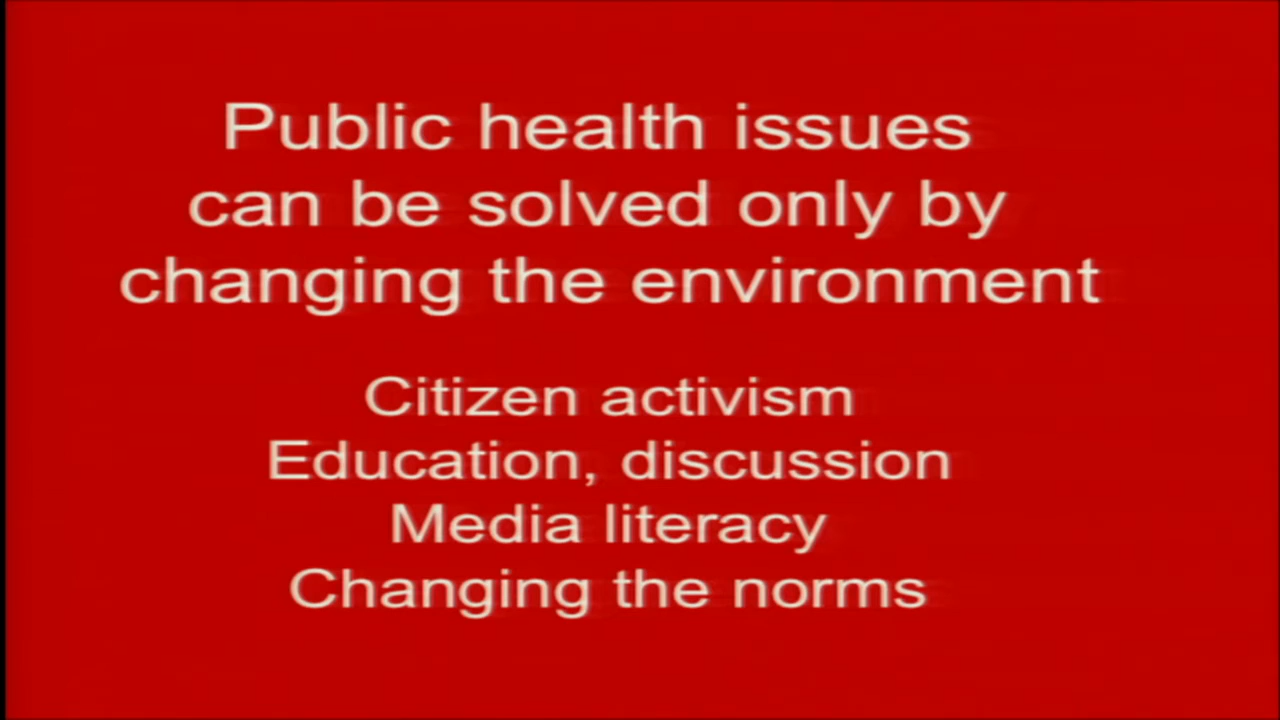 Public health issues
can be solved only by
changing the environment
Citizen activism
Education, discussion
Media literacy
Changing the norms